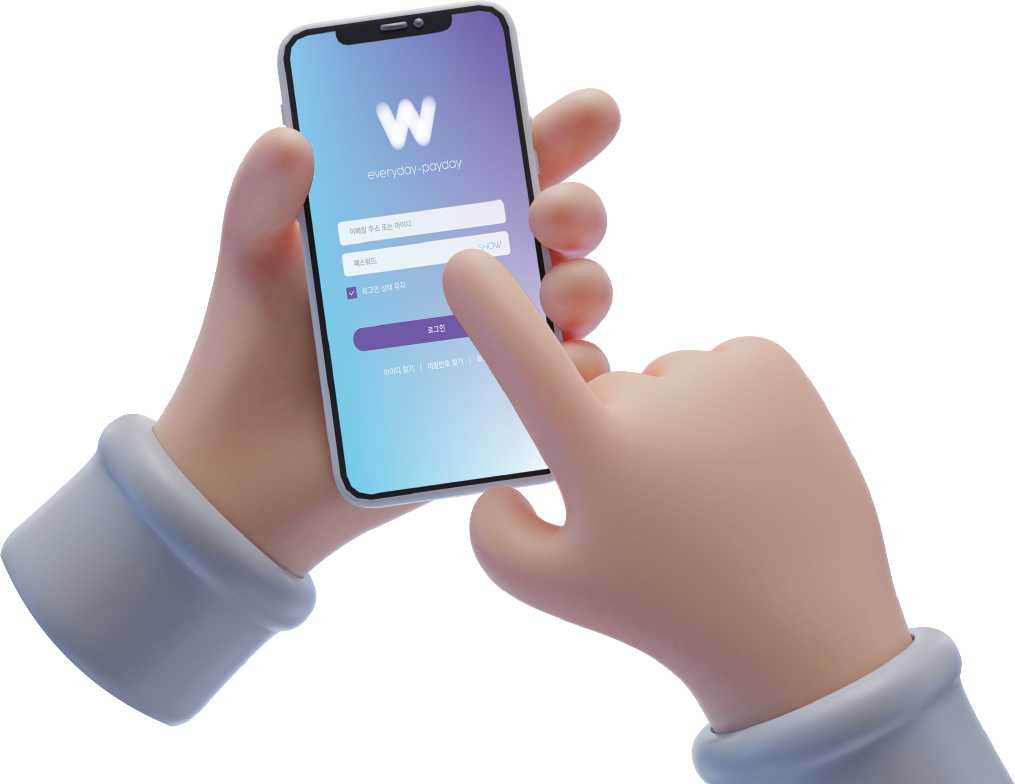 W
everyday-payday
이메일 주소 또는 아이디
패스워드 SHOW
로그인 상태 유지
로그인
아이디 찾기 | 비밀번호 찾기 |